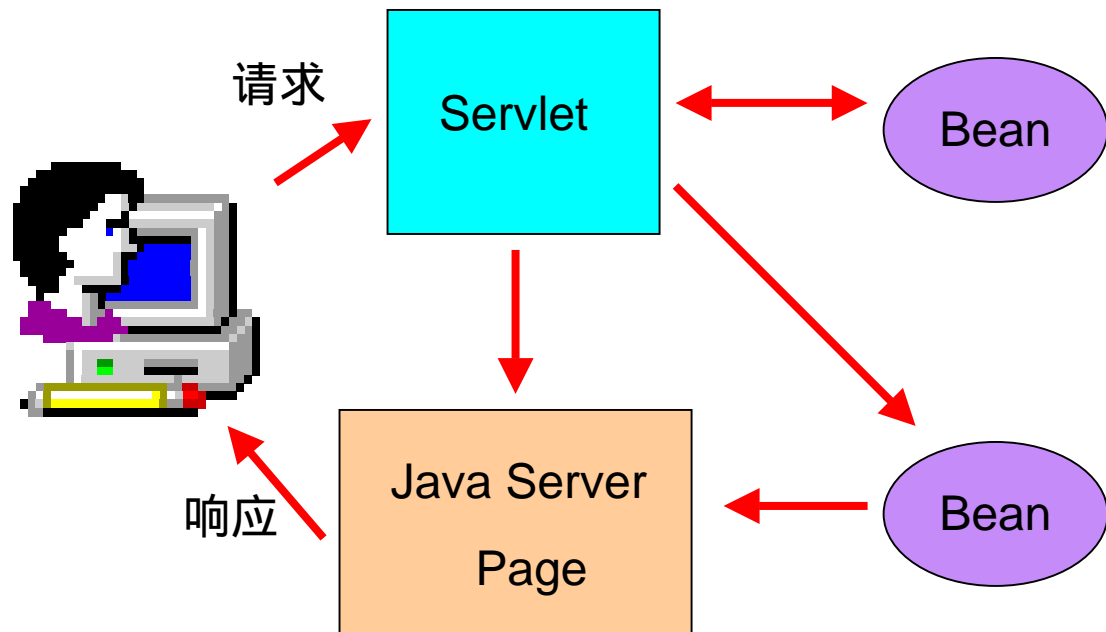 请求
Servlet
Bean
响应
Java Server
Page
Bean